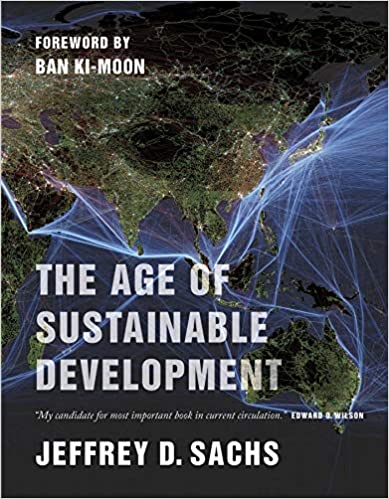 FOREWORD BY
BAN KI-MOON
THE AGE OF
SUSTAINABLE
DEVELOPMENT
"My candidate for most important book in current circulation." EDWARD O. WILSON
JEFFREY D. SACHS